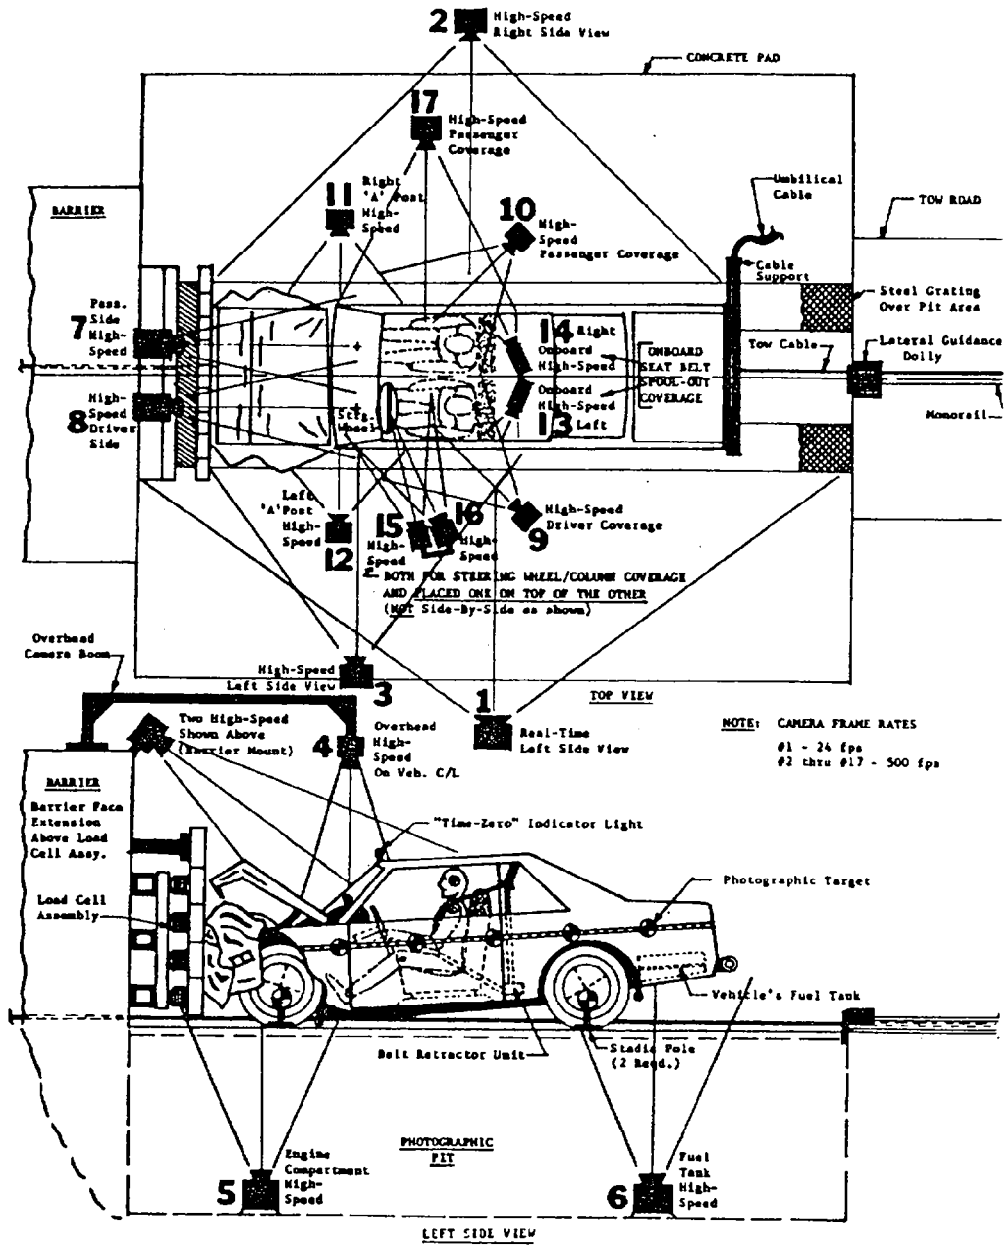 2
High-Speed
Right Side View
CONCRETE PAD
17
High-Speed
Passenger
Coverage
11
Right
'A' Post
High-
Speed
10
High-
Speed
Passenger Coverage
Umbilical
Cable
BARRIER
TOW ROAD
Cable
Support
Pass.
Side
7 High-
Speed
Steel Grating
Over Pit Area
14 Right
Onboard
High-Speed
ONBOARD
SEAT BELT
SPOOL-OUT
COVERAGE
Tow Cable
Lateral Guidance
Dolly
High-
Speed
8 Driver
Side
Onboard
High-Speed
13 Left
Monorail
Strg.
Wheel
Left
'A' Post
High-
Speed
12
15
High-
Speed
16
High-
Speed
High-Speed
Driver Coverage
9
BOTH FOR STEERING WHEEL/COLUMN COVERAGE
AND PLACED ONE ON TOP OF THE OTHER
(NOT Side-By-Side as shown)
Overhead
Camera Boom
High-Speed
Left Side View
3
1
Real-Time
Left Side View
TOP VIEW
Two High-Speed
Shown Above
(Barrier Mount)
4
Overhead
High-
Speed
On Veh. C/L
NOTE: CAMERA FRAME RATES
#1 - 24 fps
#2 thru #17 - 500 fps
BARRIER
Barrier Face
Extension
Above Load
Cell Assy.
"Time-Zero" Indicator Light
Photographic Target
Load Cell
Assembly
Vehicle's Fuel Tank
Belt Retractor Unit
Stadia Pole
(2 Reqd.)
PHOTOGRAPHIC
PIT
5
Engine
Compartment
High-
Speed
6
Fuel
Tank
High-
Speed
LEFT SIDE VIEW